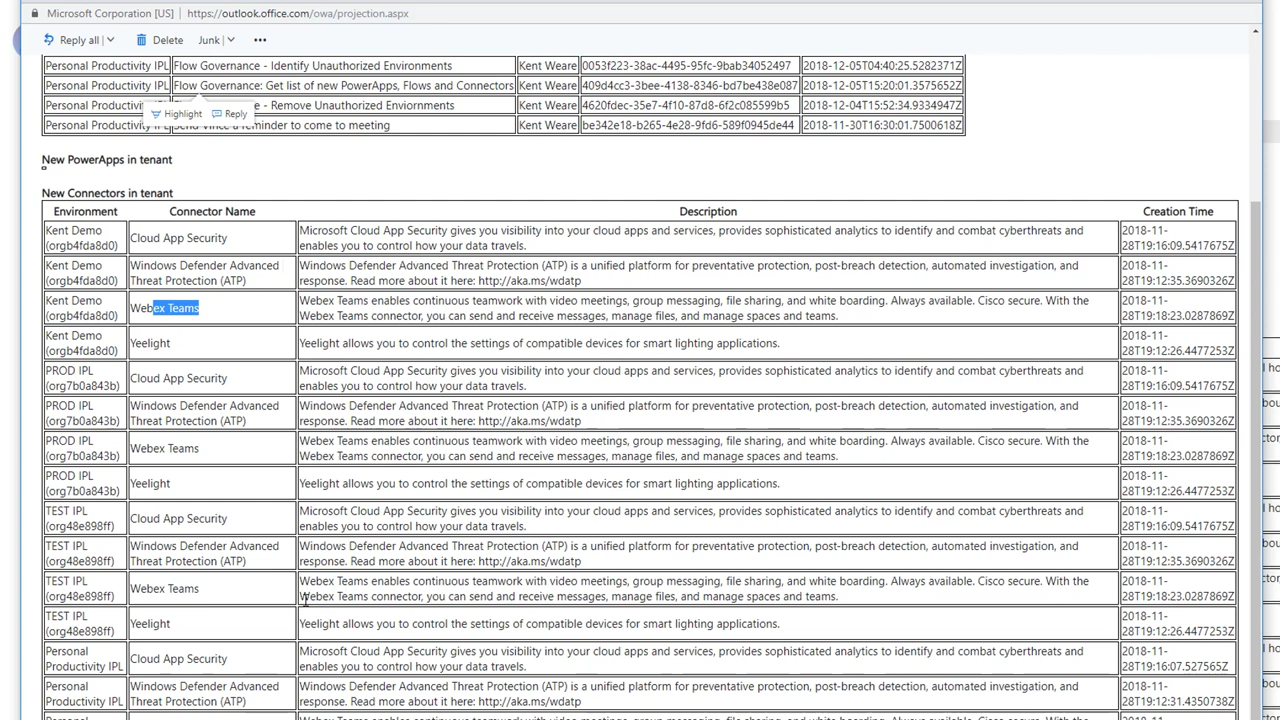 Microsoft Corporation [US] https://outlook.office.com/owa/projection.aspx
Reply all Delete Junk •••
Personal Productivity IPL Flow Governance - Identify Unauthorized Environments Kent Weare 0053f223-38ac-4495-95fc-9bab34052497 2018-12-05T04:40:25.5282371Z
Personal Productivity IPL Flow Governance: Get list of new PowerApps, Flows and Connectors Kent Weare 409d4cc3-3bee-4138-8346-bd7be438e087 2018-12-05T15:20:01.3575652Z
Personal Productivity IPL - Remove Unauthorized Enviornments Kent Weare 4620fdec-35e7-4f10-87d8-6f2c085599b5 2018-12-04T15:52:34.9334947Z
Highlight Reply
Personal Productivity IPL Send Vince a reminder to come to meeting Kent Weare be342e18-b265-4e28-9fd6-589f0945de44 2018-11-30T16:30:01.7500618Z
New PowerApps in tenant
New Connectors in tenant
Environment Connector Name Description Creation Time
Kent Demo (orgb4fda8d0) Cloud App Security Microsoft Cloud App Security gives you visibility into your cloud apps and services, provides sophisticated analytics to identify and combat cyberthreats and enables you to control how your data travels. 2018-11-28T19:16:09.5417675Z
Kent Demo (orgb4fda8d0) Windows Defender Advanced Threat Protection (ATP) Windows Defender Advanced Threat Protection (ATP) is a unified platform for preventative protection, post-breach detection, automated investigation, and response. Read more about it here: http://aka.ms/wdatp 2018-11-28T19:12:35.3690326Z
Kent Demo (orgb4fda8d0) Webex Teams Webex Teams enables continuous teamwork with video meetings, group messaging, file sharing, and white boarding. Always available. Cisco secure. With the Webex Teams connector, you can send and receive messages, manage files, and manage spaces and teams. 2018-11-28T19:18:23.0287869Z
Kent Demo (orgb4fda8d0) Yeelight Yeelight allows you to control the settings of compatible devices for smart lighting applications. 2018-11-28T19:12:26.4477253Z
PROD IPL (org7b0a843b) Cloud App Security Microsoft Cloud App Security gives you visibility into your cloud apps and services, provides sophisticated analytics to identify and combat cyberthreats and enables you to control how your data travels. 2018-11-28T19:16:09.5417675Z
PROD IPL (org7b0a843b) Windows Defender Advanced Threat Protection (ATP) Windows Defender Advanced Threat Protection (ATP) is a unified platform for preventative protection, post-breach detection, automated investigation, and response. Read more about it here: http://aka.ms/wdatp 2018-11-28T19:12:35.3690326Z
PROD IPL (org7b0a843b) Webex Teams Webex Teams enables continuous teamwork with video meetings, group messaging, file sharing, and white boarding. Always available. Cisco secure. With the Webex Teams connector, you can send and receive messages, manage files, and manage spaces and teams. 2018-11-28T19:18:23.0287869Z
PROD IPL (org7b0a843b) Yeelight Yeelight allows you to control the settings of compatible devices for smart lighting applications. 2018-11-28T19:12:26.4477253Z
TEST IPL (org48e898ff) Cloud App Security Microsoft Cloud App Security gives you visibility into your cloud apps and services, provides sophisticated analytics to identify and combat cyberthreats and enables you to control how your data travels. 2018-11-28T19:16:09.5417675Z
TEST IPL (org48e898ff) Windows Defender Advanced Threat Protection (ATP) Windows Defender Advanced Threat Protection (ATP) is a unified platform for preventative protection, post-breach detection, automated investigation, and response. Read more about it here: http://aka.ms/wdatp 2018-11-28T19:12:35.3690326Z
TEST IPL (org48e898ff) Webex Teams Webex Teams enables continuous teamwork with video meetings, group messaging, file sharing, and white boarding. Always available. Cisco secure. With the Webex Teams connector, you can send and receive messages, manage files, and manage spaces and teams. 2018-11-28T19:18:23.0287869Z
TEST IPL (org48e898ff) Yeelight Yeelight allows you to control the settings of compatible devices for smart lighting applications. 2018-11-28T19:12:26.4477253Z
Personal Productivity IPL Cloud App Security Microsoft Cloud App Security gives you visibility into your cloud apps and services, provides sophisticated analytics to identify and combat cyberthreats and enables you to control how your data travels. 2018-11-28T19:16:07.527565Z
Personal Productivity IPL Windows Defender Advanced Threat Protection (ATP) Windows Defender Advanced Threat Protection (ATP) is a unified platform for preventative protection, post-breach detection, automated investigation, and response. Read more about it here: http://aka.ms/wdatp 2018-11-28T19:12:31.4350738Z